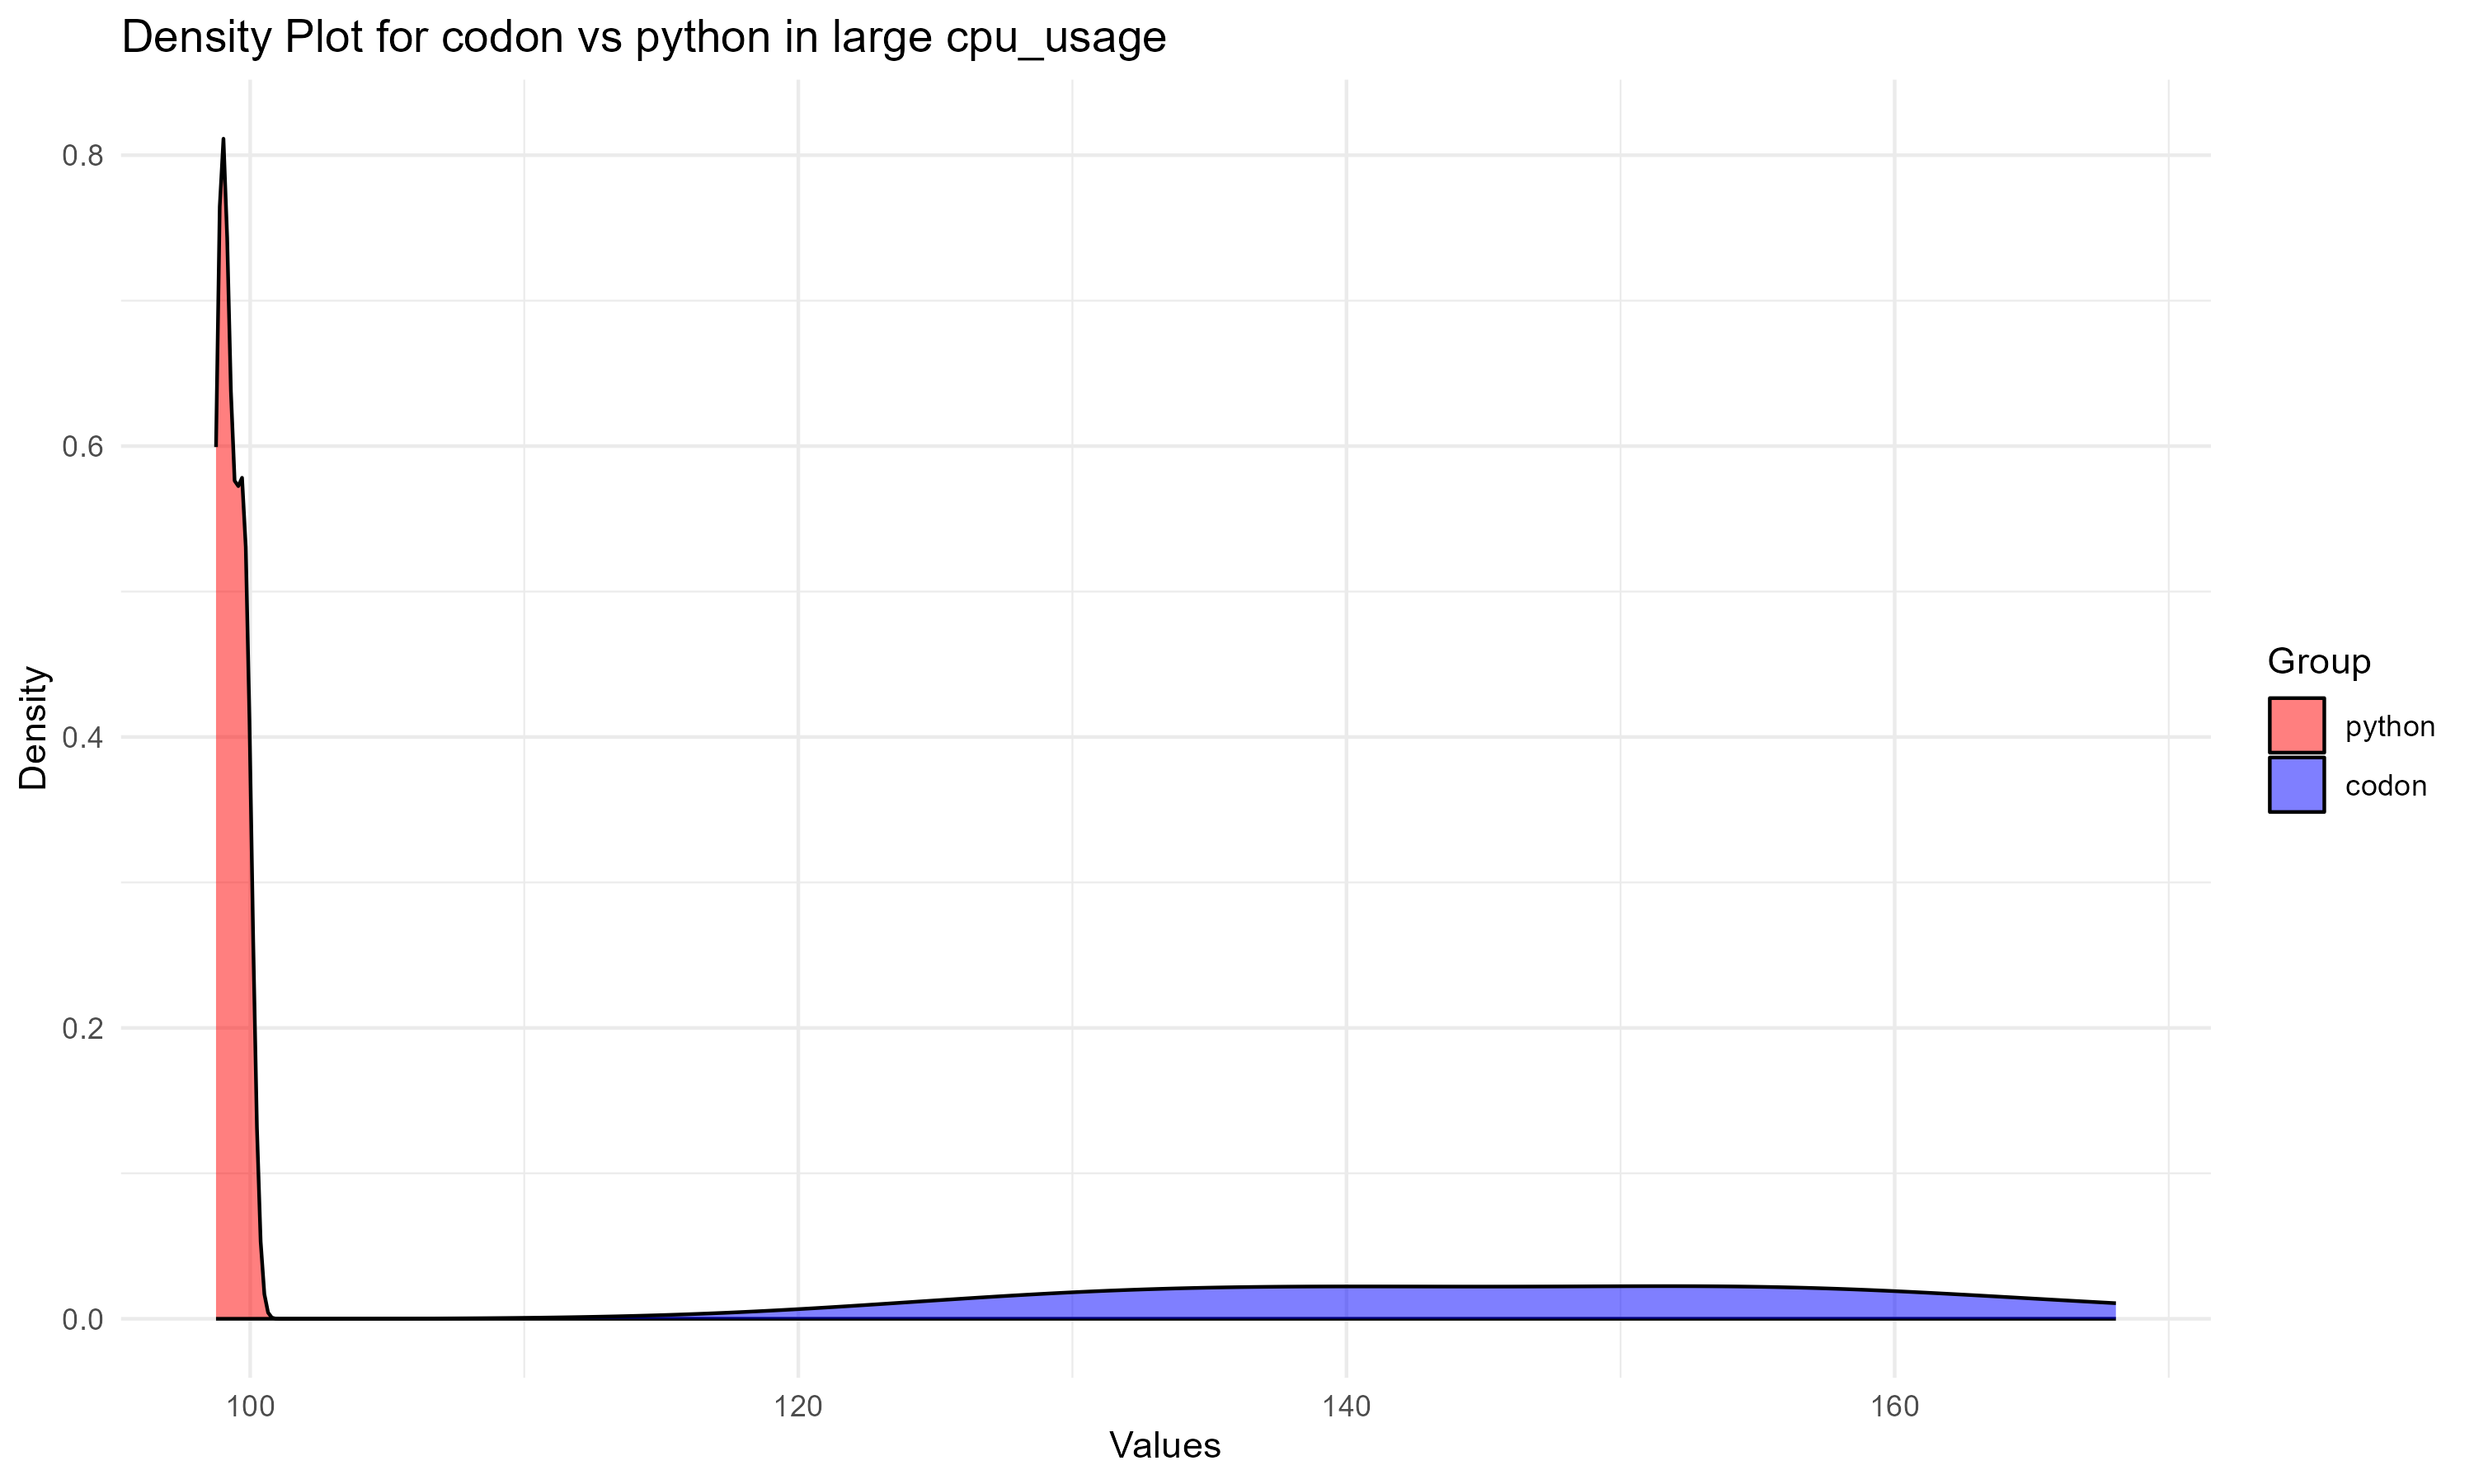 Density Plot for codon vs python in large cpu_usage
0.8
0.6
0.4
0.2
0.0
Density
100
120
140
160
Values
Group
python
codon